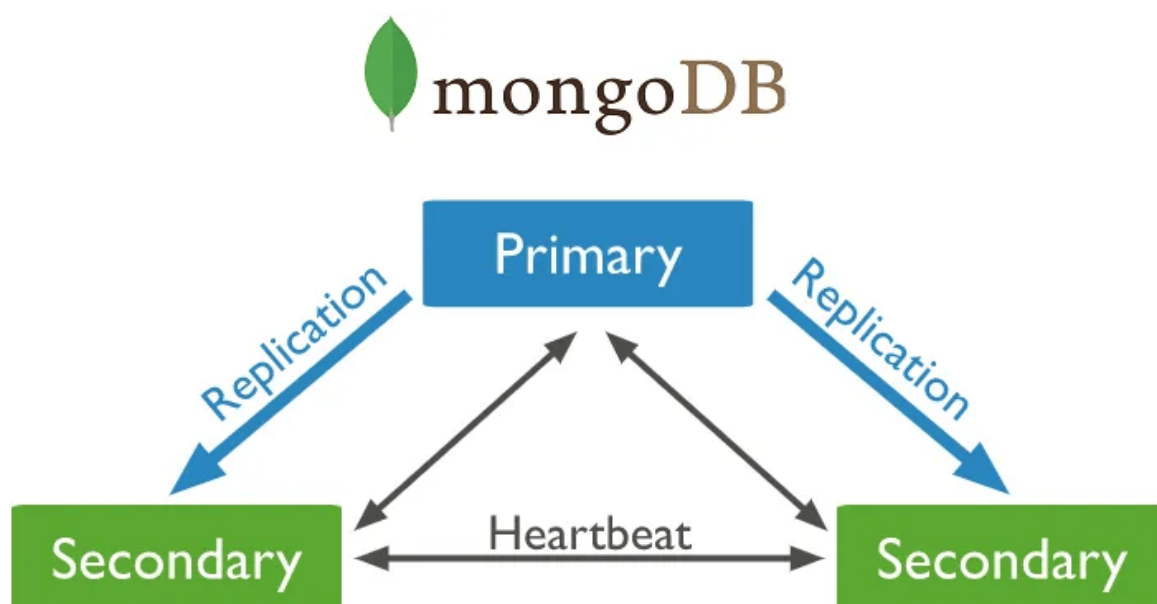 mongoDB
Primary
Replication
Replication
Heartbeat
Secondary
Secondary